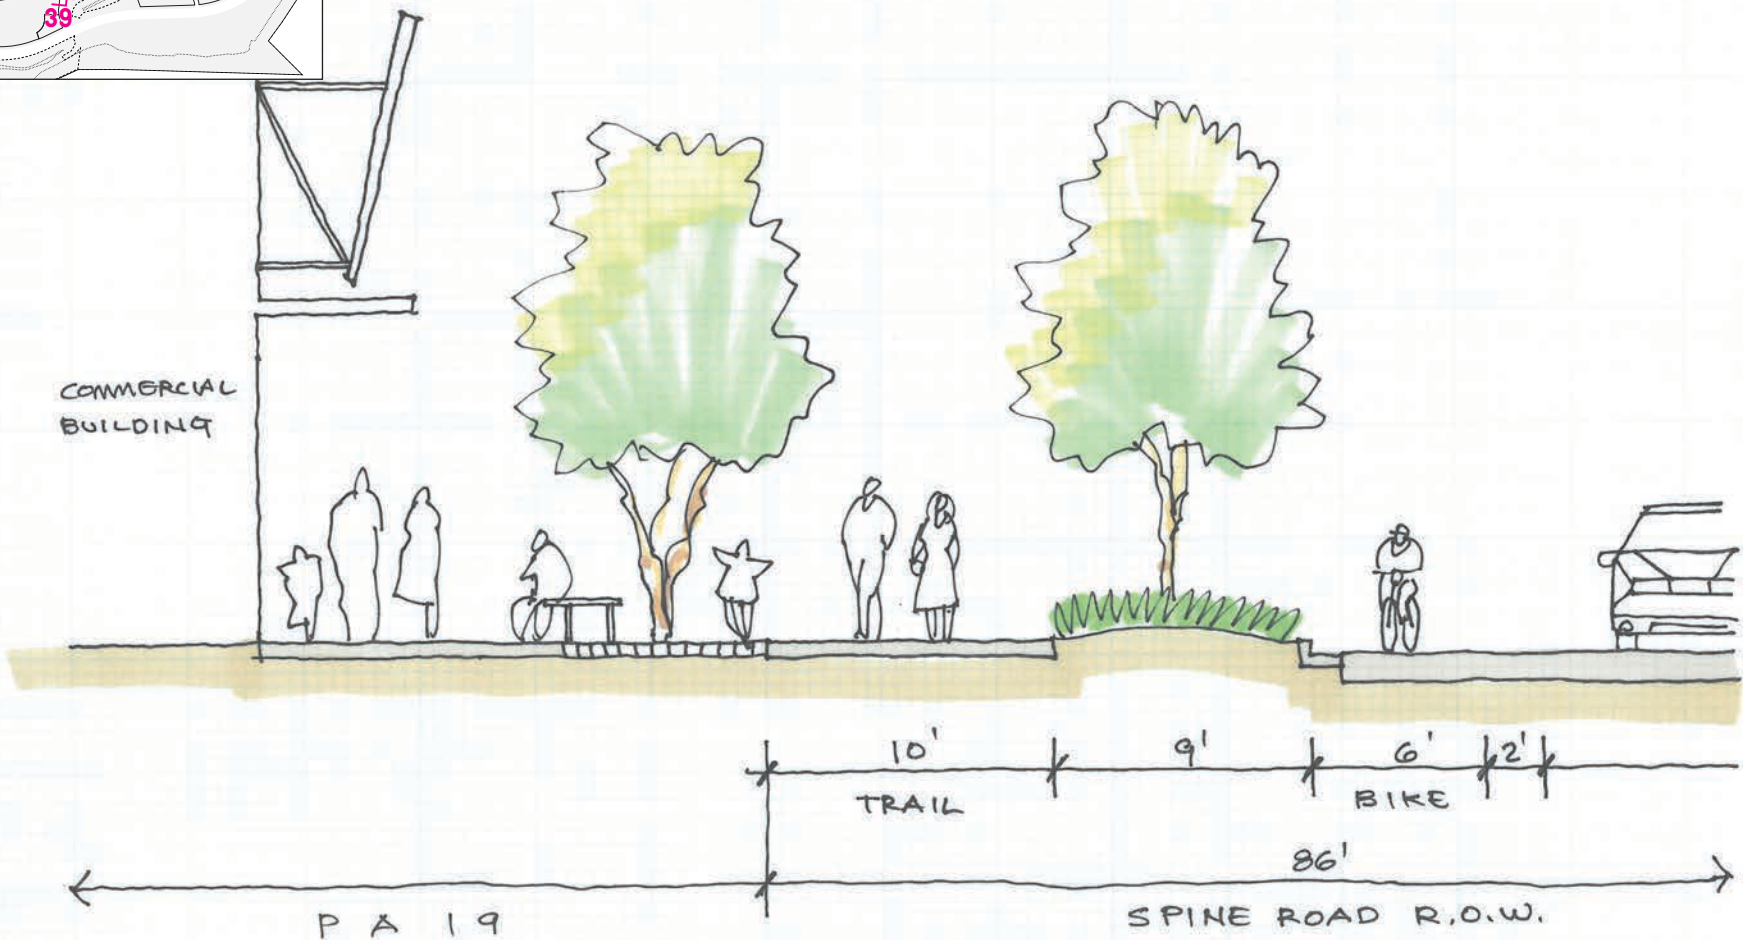 39
COMMERCIAL
BUILDING
10' 9' 6' 2'
TRAIL BIKE
86'
PA 19 SPINE ROAD R.O.W.